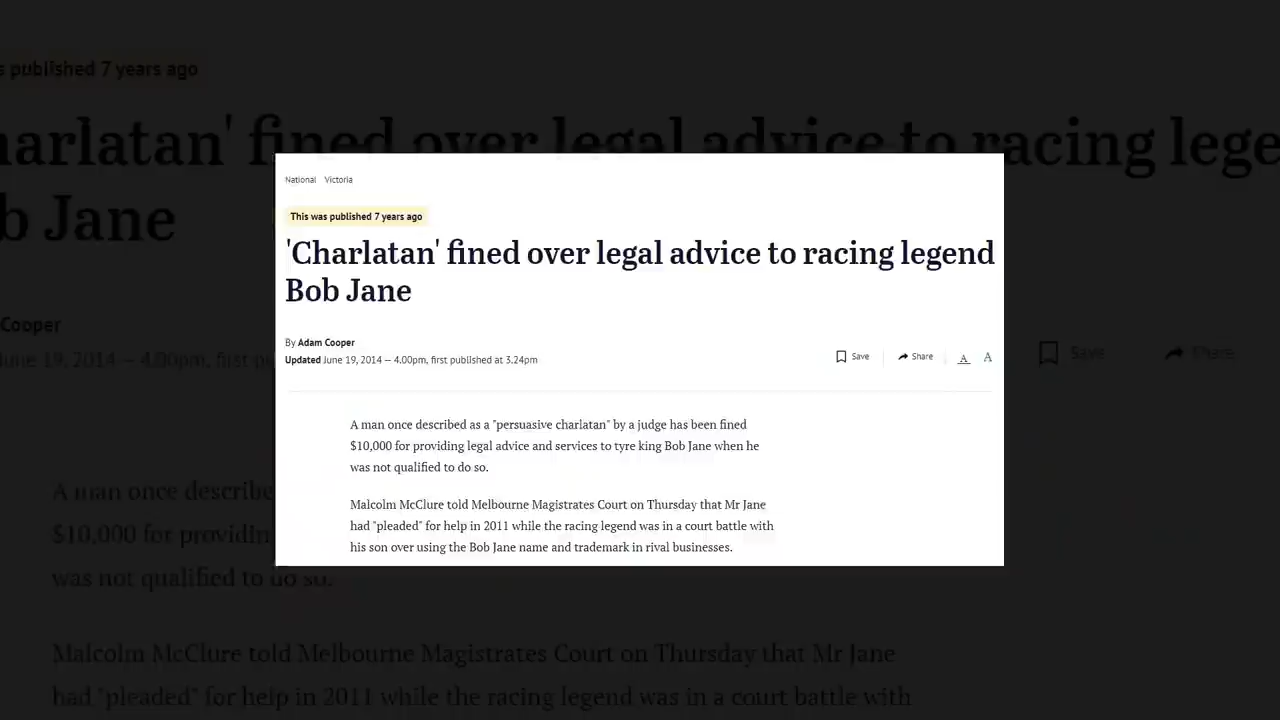 National Victoria
This was published 7 years ago
'Charlatan' fined over legal advice to racing legend
Bob Jane
By Adam Cooper
Updated June 19, 2014 — 4.00pm, first published at 3.24pm
Save Share A A
A man once described as a "persuasive charlatan" by a judge has been fined
$10,000 for providing legal advice and services to tyre king Bob Jane when he
was not qualified to do so.
Malcolm McClure told Melbourne Magistrates Court on Thursday that Mr Jane
had "pleaded" for help in 2011 while the racing legend was in a court battle with
his son over using the Bob Jane name and trademark in rival businesses.
s published 7 years ago
harlatan' fined over legal advice to racing lege
b Jane
Cooper
June 19, 2014 — 4.00pm, first pu
Save Share
A man once describe
$10,000 for providin
was not qualified to do so.
Malcolm McClure told Melbourne Magistrates Court on Thursday that Mr Jane
had "pleaded" for help in 2011 while the racing legend was in a court battle with